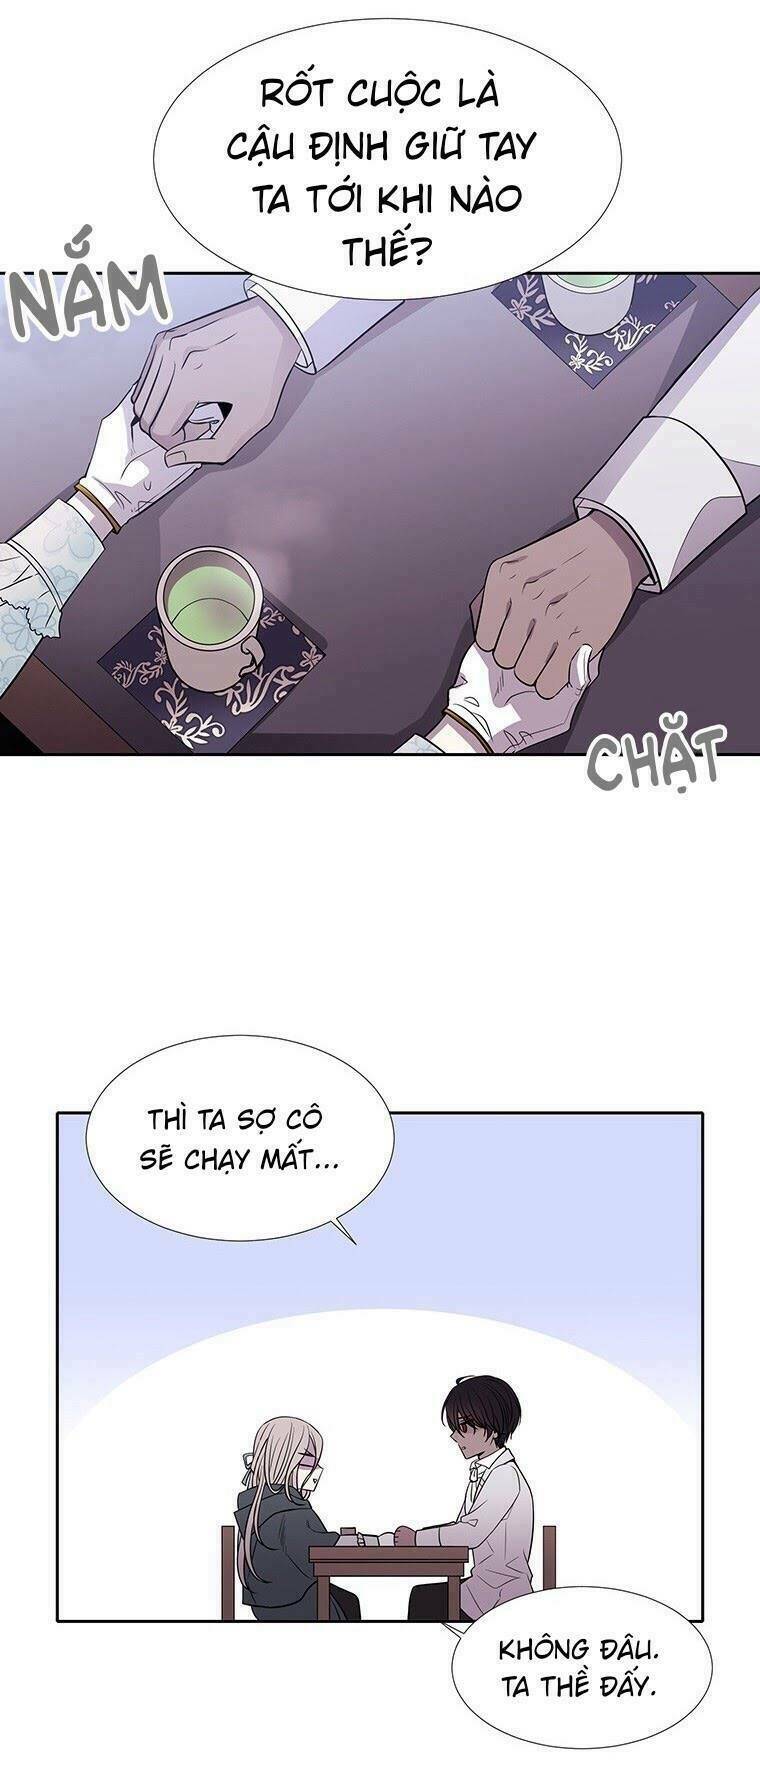 RỐT CUỘC LÀ
CẬU ĐỊNH GIỮ TAY
TA TỚI KHI NÀO
THẾ?
NẮM
CHẶT
THÌ TA SỢ CÔ
SẼ CHẠY MẤT...
KHÔNG ĐÂU.
TA THỀ ĐẤY.